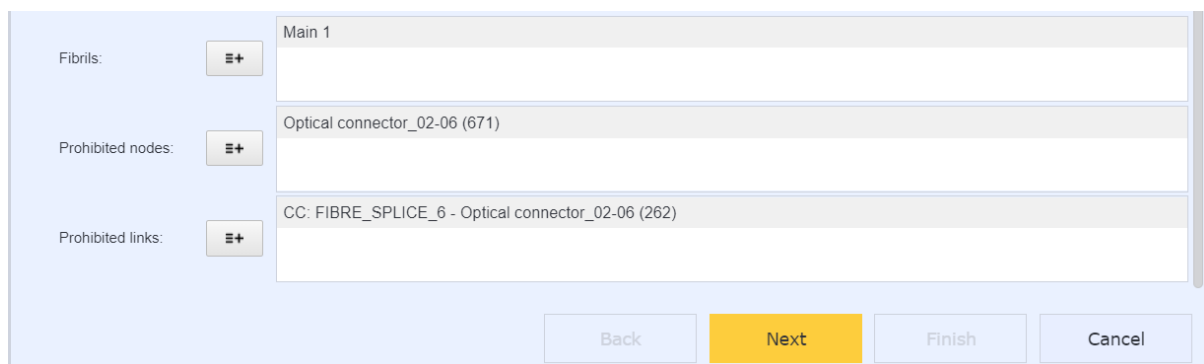 Main 1
Fibrils:
Optical connector_02-06 (671)
Prohibited nodes:
CC: FIBRE_SPLICE_6 - Optical connector_02-06 (262)
Prohibited links:
Back Next Finish Cancel